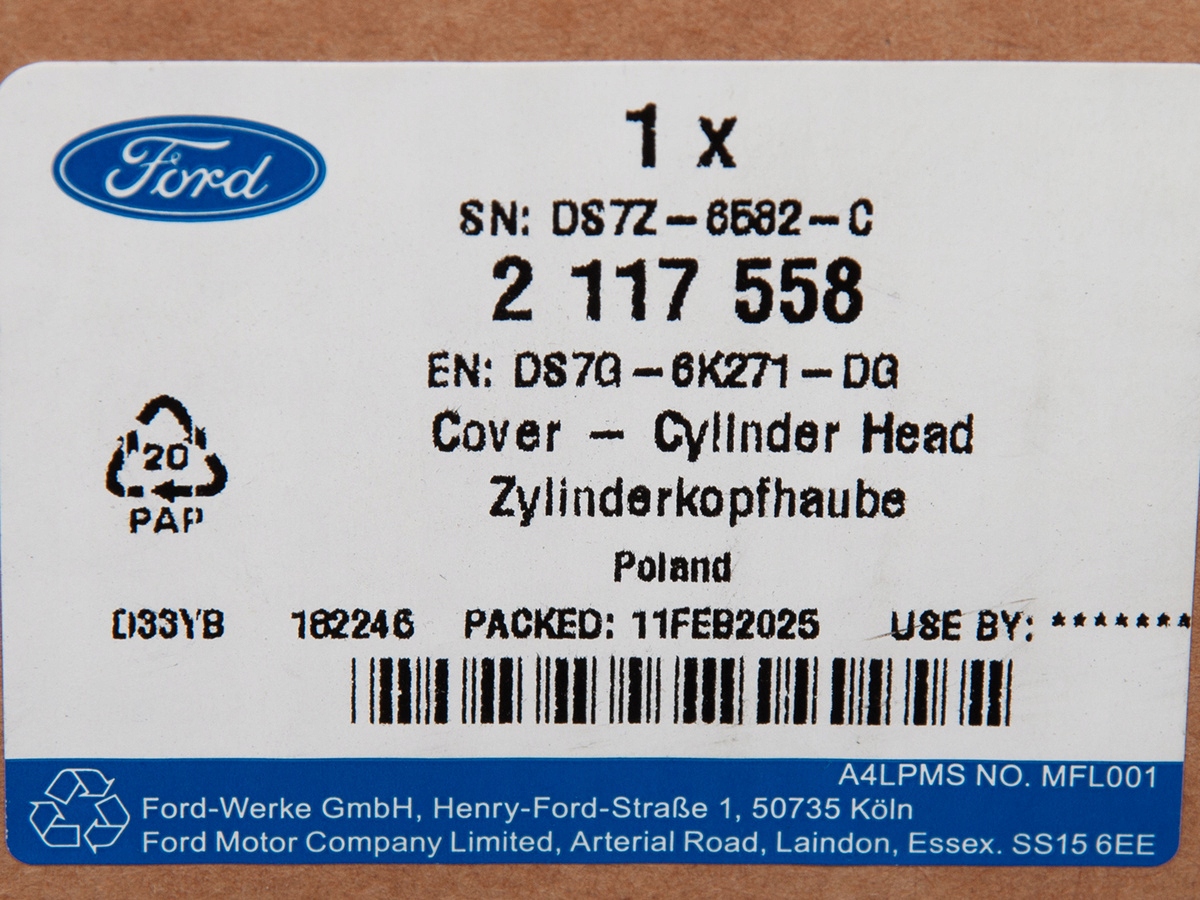 Ford
1 x
SN: DS7Z-6582-C
2 117 558
EN: DS7G-6K271-DG
Cover - Cylinder Head
Zylinderkopfhaube
20
PAP
Poland
D33YB 182246 PACKED: 11FEB2025 USE BY: *******
A4LPMS NO. MFL001
Ford-Werke GmbH, Henry-Ford-Straße 1, 50735 Köln
Ford Motor Company Limited, Arterial Road, Laindon, Essex. SS15 6EE